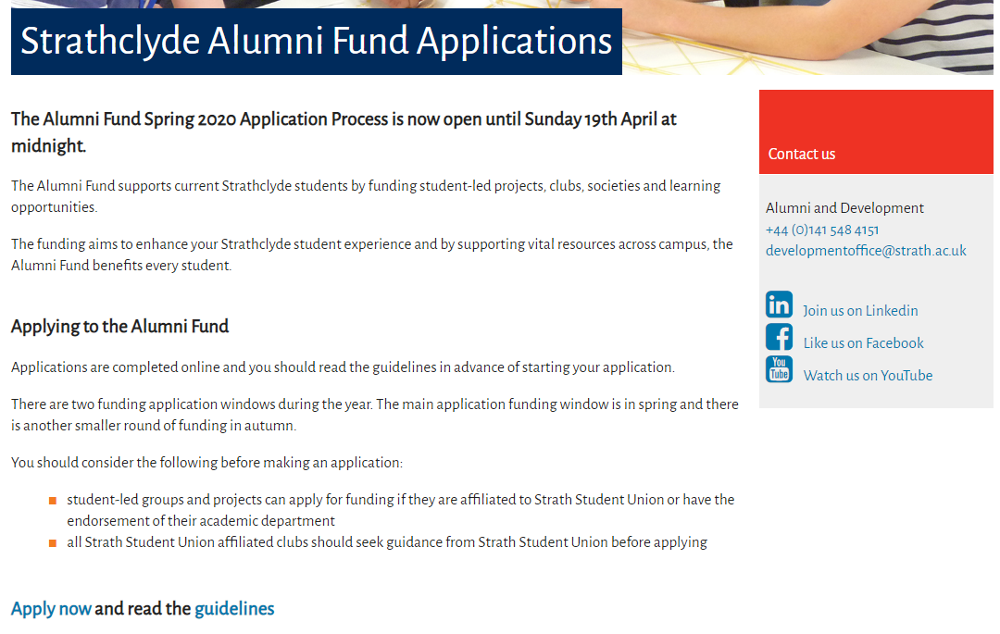 Strathclyde Alumni Fund Applications
The Alumni Fund Spring 2020 Application Process is now open until Sunday 19th April at
midnight.
The Alumni Fund supports current Strathclyde students by funding student-led projects, clubs, societies and learning
opportunities.
The funding aims to enhance your Strathclyde student experience and by supporting vital resources across campus, the
Alumni Fund benefits every student.
Applying to the Alumni Fund
Applications are completed online and you should read the guidelines in advance of starting your application.
There are two funding application windows during the year. The main application funding window is in spring and there
is another smaller round of funding in autumn.
You should consider the following before making an application:
student-led groups and projects can apply for funding if they are affiliated to Strath Student Union or have the
endorsement of their academic department
all Strath Student Union affiliated clubs should seek guidance from Strath Student Union before applying
Apply now and read the guidelines
Contact us
Alumni and Development
+44 (0)141 548 4151
developmentoffice@strath.ac.uk
in Join us on Linkedin
f Like us on Facebook
You Tube Watch us on YouTube